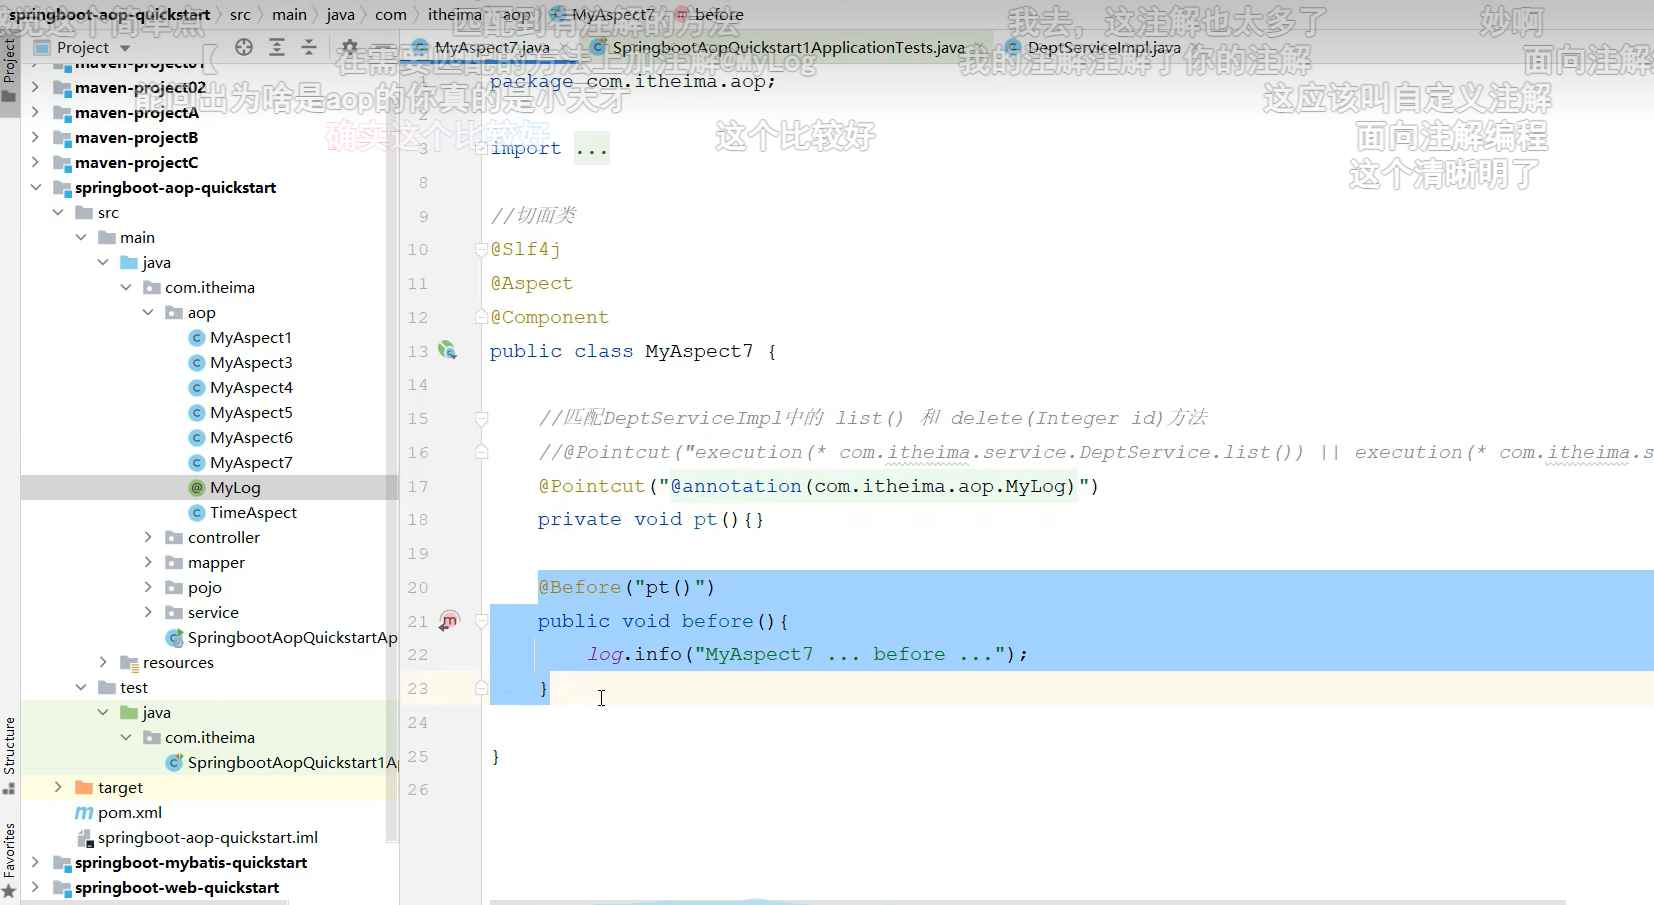 springboot-aop-quickstart > src > main > java > com > itheima > aop > MyAspect7 > before
览这个简单点
匹配到有注解的方法
我去，这注解也太多了
妙啊
Project
MyAspect7.java
SpringbootAopQuickstart1ApplicationTests.java
DeptServiceImpl.java
在需要匹配的方法上加注解@MyLog
我的注解注解了你的注解
面向注解
能问出为啥是aop的你真的是小天才
这应该叫自定义注解
确实这个比较好
这个比较好
面向注解编程
这个清晰明了
Project
maven-project01
maven-project02
maven-projectA
maven-projectB
maven-projectC
springboot-aop-quickstart
src
main
java
com.itheima
aop
MyAspect1
MyAspect3
MyAspect4
MyAspect5
MyAspect6
MyAspect7
MyLog
TimeAspect
controller
mapper
pojo
service
SpringbootAopQuickstartAp
resources
test
java
com.itheima
SpringbootAopQuickstart1Ap
target
pom.xml
springboot-aop-quickstart.iml
springboot-mybatis-quickstart
springboot-web-quickstart
Structure
Favorites
1 package com.itheima.aop;
2
3 import ...
8
9 //切面类
10 @Slf4j
11 @Aspect
12 @Component
13 public class MyAspect7 {
14
15 //匹配DeptServiceImpl中的 list() 和 delete(Integer id)方法
16 //@Pointcut("execution(* com.itheima.service.DeptService.list()) || execution(* com.itheima.s
17 @Pointcut("@annotation(com.itheima.aop.MyLog)")
18 private void pt(){}
19
20 @Before("pt()")
21 public void before(){
22 log.info("MyAspect7 ... before ...");
23 }
24
25 }
26